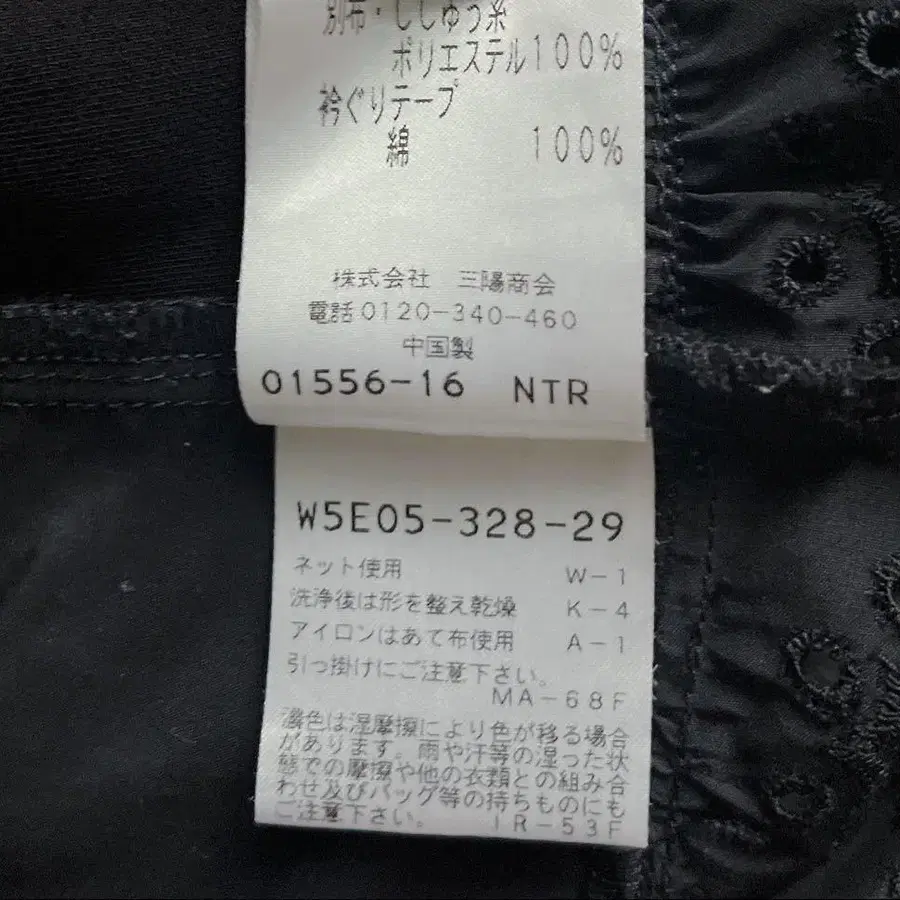 別布・ししゅう糸
ポリエステル100%
衿ぐりテープ
綿 100%
株式会社 三陽商会
電話0120-340-460
中国製
01556-16 NTR
W5E05-328-29
ネット使用 W-1
洗浄後は形を整え乾燥 K-4
アイロンはあて布使用 A-1
引っ掛けにご注意下さい。
MA-68F
濃色は湿摩擦により色が移る場合
があります。雨や汗等の湿った状
態での摩擦や他の衣類との組み合
わせ及びバッグ等の持ちものにも
ご注意下さい。 IR-53F